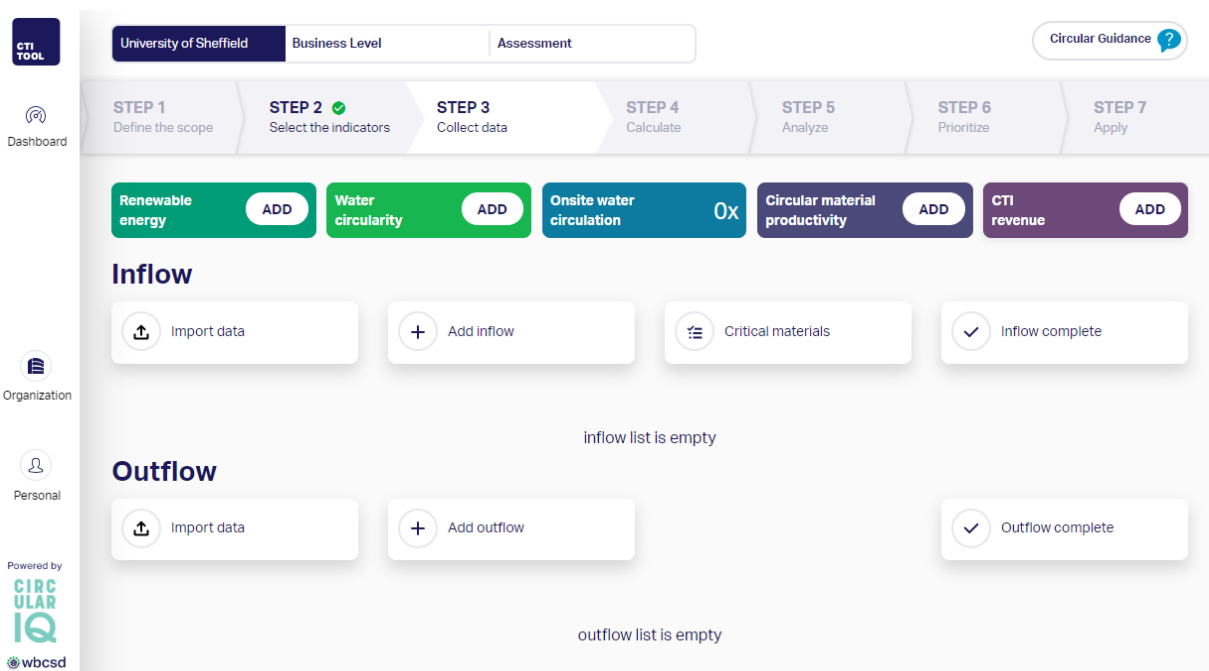 CTI
TOOL
University of Sheffield
Business Level
Assessment
Circular Guidance ?
Dashboard
STEP 1
Define the scope
STEP 2
Select the indicators
STEP 3
Collect data
STEP 4
Calculate
STEP 5
Analyze
STEP 6
Prioritize
STEP 7
Apply
Renewable
energy
ADD
Water
circularity
ADD
Onsite water
circulation
0x
Circular material
productivity
ADD
CTI
revenue
ADD
Inflow
Import data
Add inflow
Critical materials
Inflow complete
Organization
inflow list is empty
Outflow
Personal
Import data
Add outflow
Outflow complete
Powered by
CIRC
ULAR
IQ
wbcsd
outflow list is empty